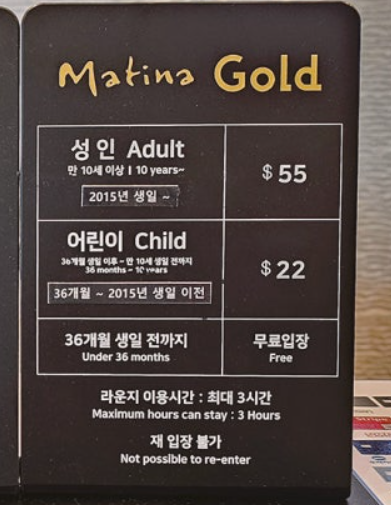 Matina Gold
성인 Adult
만 10세 이상 | 10 years~
2015년 생일 ~
$ 55
어린이 Child
36개월 생일 이후 ~ 만 10세 생일 전까지
36 months ~ 10 years
36개월 ~ 2015년 생일 이전
$ 22
36개월 생일 전까지
Under 36 months
무료입장
Free
라운지 이용시간 : 최대 3시간
Maximum hours can stay : 3 Hours
재 입장 불가
Not possible to re-enter